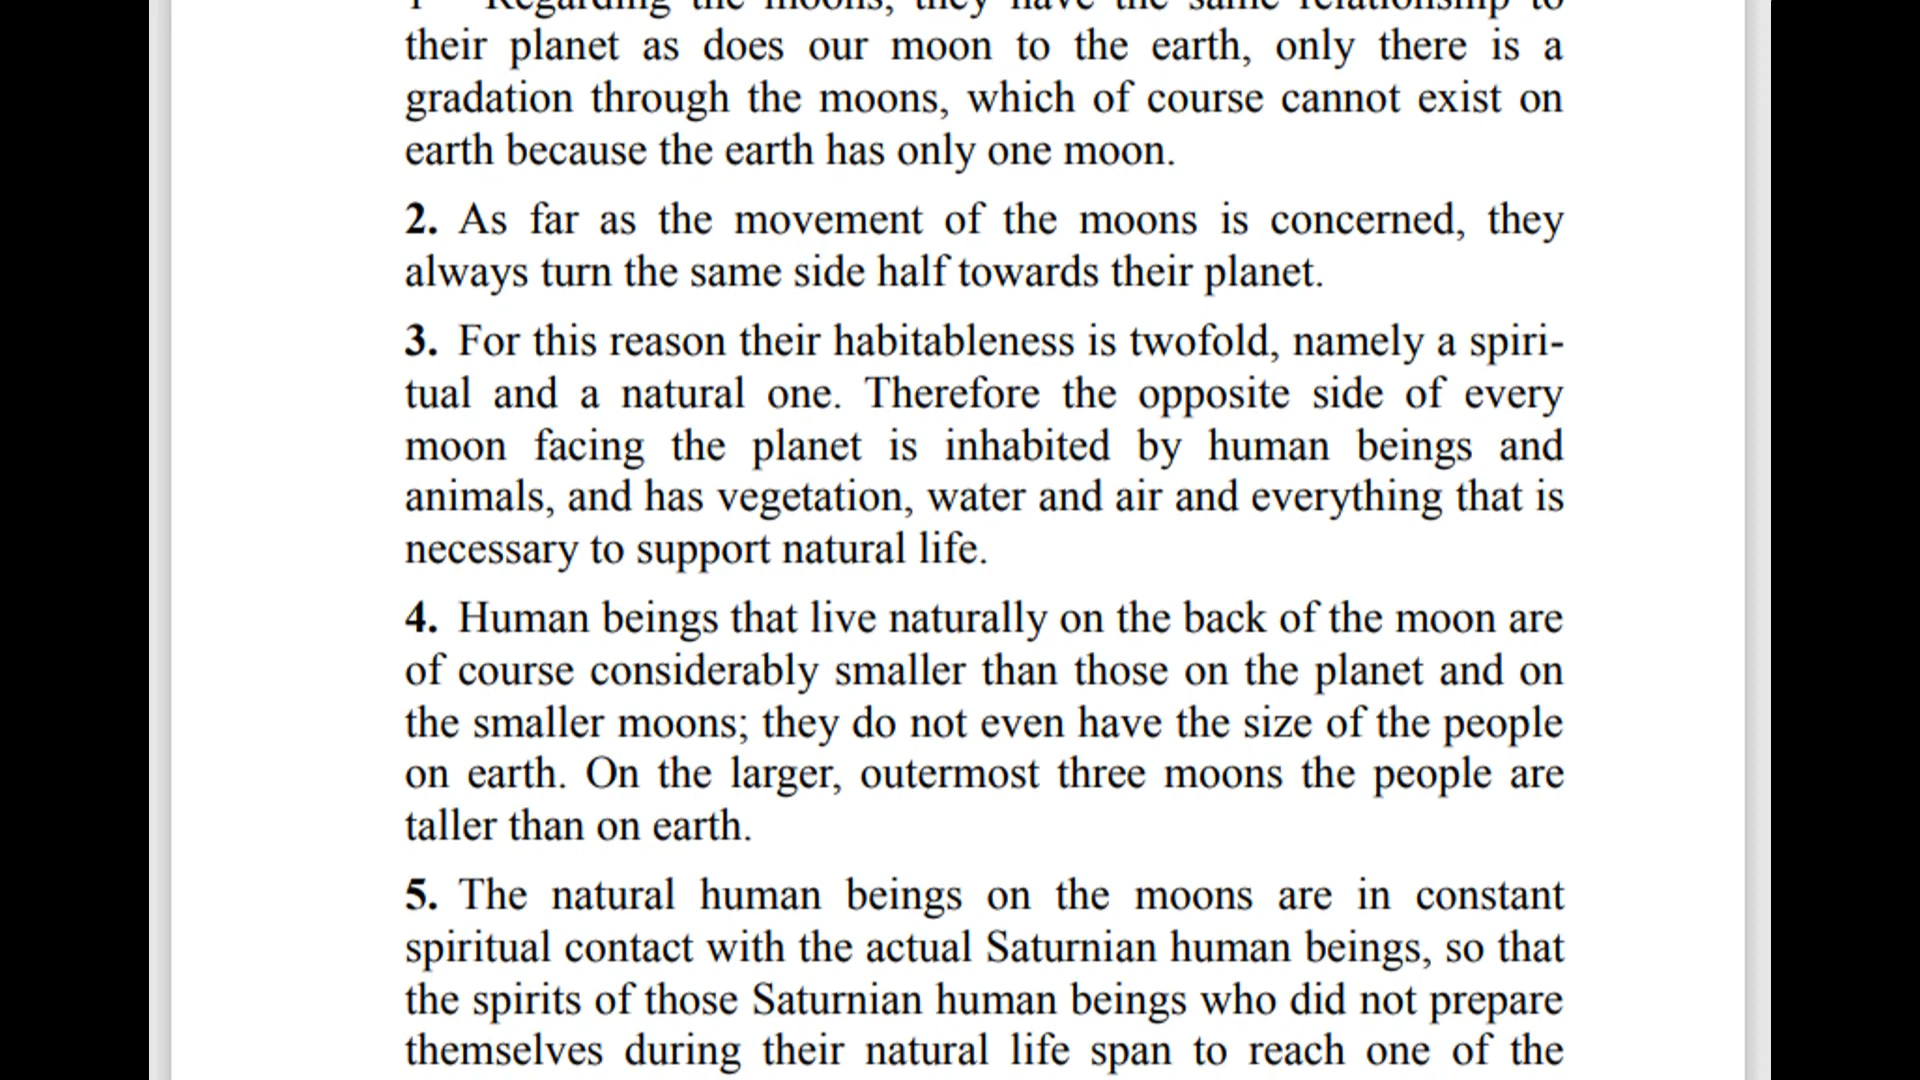 1 Regarding the moons, they have the same relationship to
their planet as does our moon to the earth, only there is a
gradation through the moons, which of course cannot exist on
earth because the earth has only one moon.
2. As far as the movement of the moons is concerned, they
always turn the same side half towards their planet.
3. For this reason their habitableness is twofold, namely a spiri-
tual and a natural one. Therefore the opposite side of every
moon facing the planet is inhabited by human beings and
animals, and has vegetation, water and air and everything that is
necessary to support natural life.
4. Human beings that live naturally on the back of the moon are
of course considerably smaller than those on the planet and on
the smaller moons; they do not even have the size of the people
on earth. On the larger, outermost three moons the people are
taller than on earth.
5. The natural human beings on the moons are in constant
spiritual contact with the actual Saturnian human beings, so that
the spirits of those Saturnian human beings who did not prepare
themselves during their natural life span to reach one of the